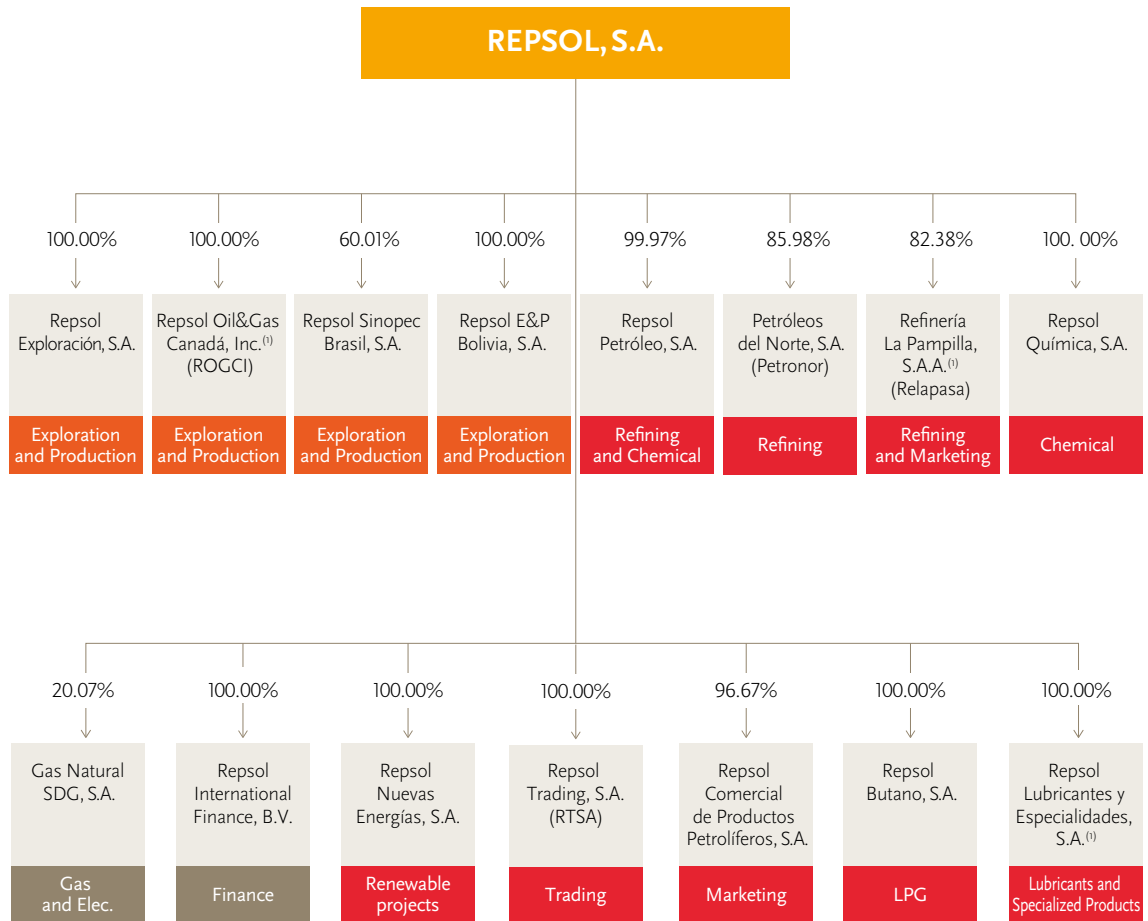 REPSOL, S.A.
100.00%
100.00%
60.01%
100.00%
99.97%
85.98%
82.38%
100. 00%
Repsol
Exploración, S.A.
Exploration
and Production
Repsol Oil&Gas
Canadá, Inc.(1)
(ROGCI)
Exploration
and Production
Repsol Sinopec
Brasil, S.A.
Exploration
and Production
Repsol E&P
Bolivia, S.A.
Exploration
and Production
Repsol
Petróleo, S.A.
Refining
and Chemical
Petróleos
del Norte, S.A.
(Petronor)
Refining
Refinería
La Pampilla,
S.A.A.(1)
(Relapasa)
Refining
and Marketing
Repsol
Química, S.A.
Chemical
20.07%
100.00%
100.00%
100.00%
96.67%
100.00%
100.00%
Gas Natural
SDG, S.A.
Gas
and Elec.
Repsol
International
Finance, B.V.
Finance
Repsol
Nuevas
Energías, S.A.
Renewable
projects
Repsol
Trading, S.A.
(RTSA)
Trading
Repsol
Comercial
de Productos
Petrolíferos, S.A.
Marketing
Repsol
Butano, S.A.
LPG
Repsol
Lubricantes y
Especialidades,
S.A.(1)
Lubricants and
Specialized Products